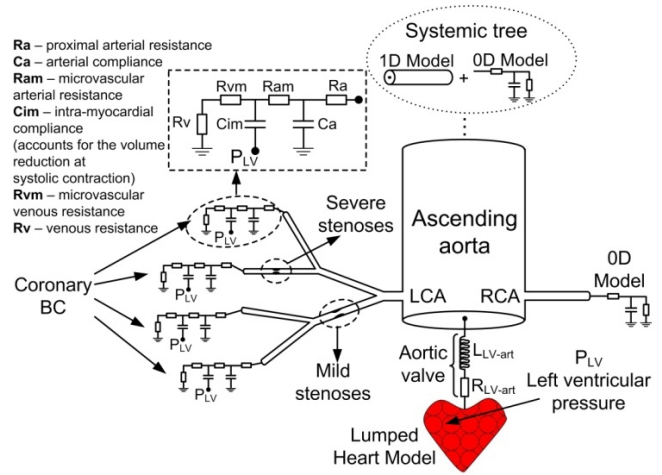 Ra – proximal arterial resistance
Ca – arterial compliance
Ram – microvascular
arterial resistance
Cim – intra-myocardial
compliance
(accounts for the volume
reduction at
systolic contraction)
Rvm – microvascular
venous resistance
Rv – venous resistance
Rvm Ram Ra
Rv
Cim
Ca
PLV
Systemic tree
1D Model
0D Model
+
Severe
stenoses
Ascending
aorta
PLV
Coronary
BC
PLV
PLV
PLV
LCA
RCA
0D
Model
Mild
stenoses
Aortic
valve
LLV-art
RLV-art
PLV
Left ventricular
pressure
Lumped
Heart Model